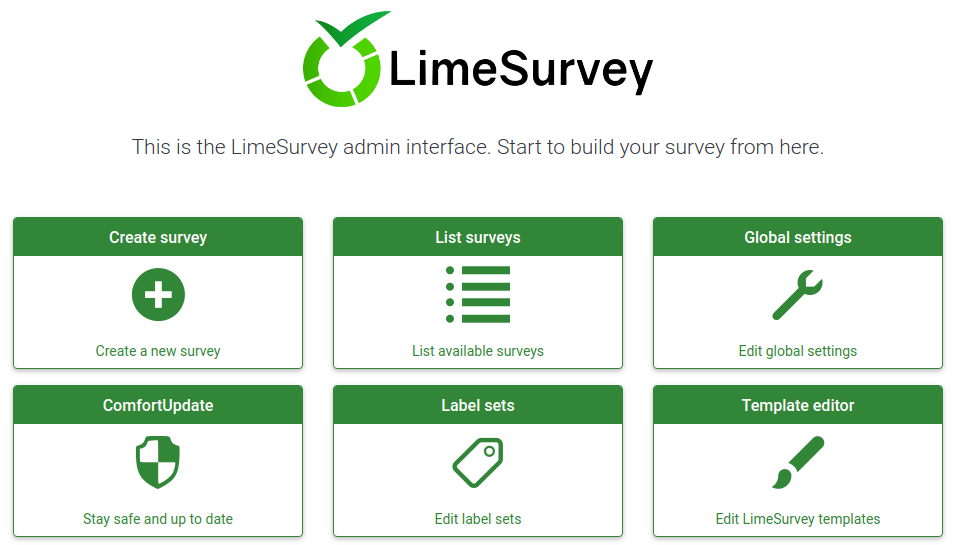 LimeSurvey
This is the LimeSurvey admin interface. Start to build your survey from here.
Create survey
Create a new survey
List surveys
List available surveys
Global settings
Edit global settings
ComfortUpdate
Stay safe and up to date
Label sets
Edit label sets
Template editor
Edit LimeSurvey templates